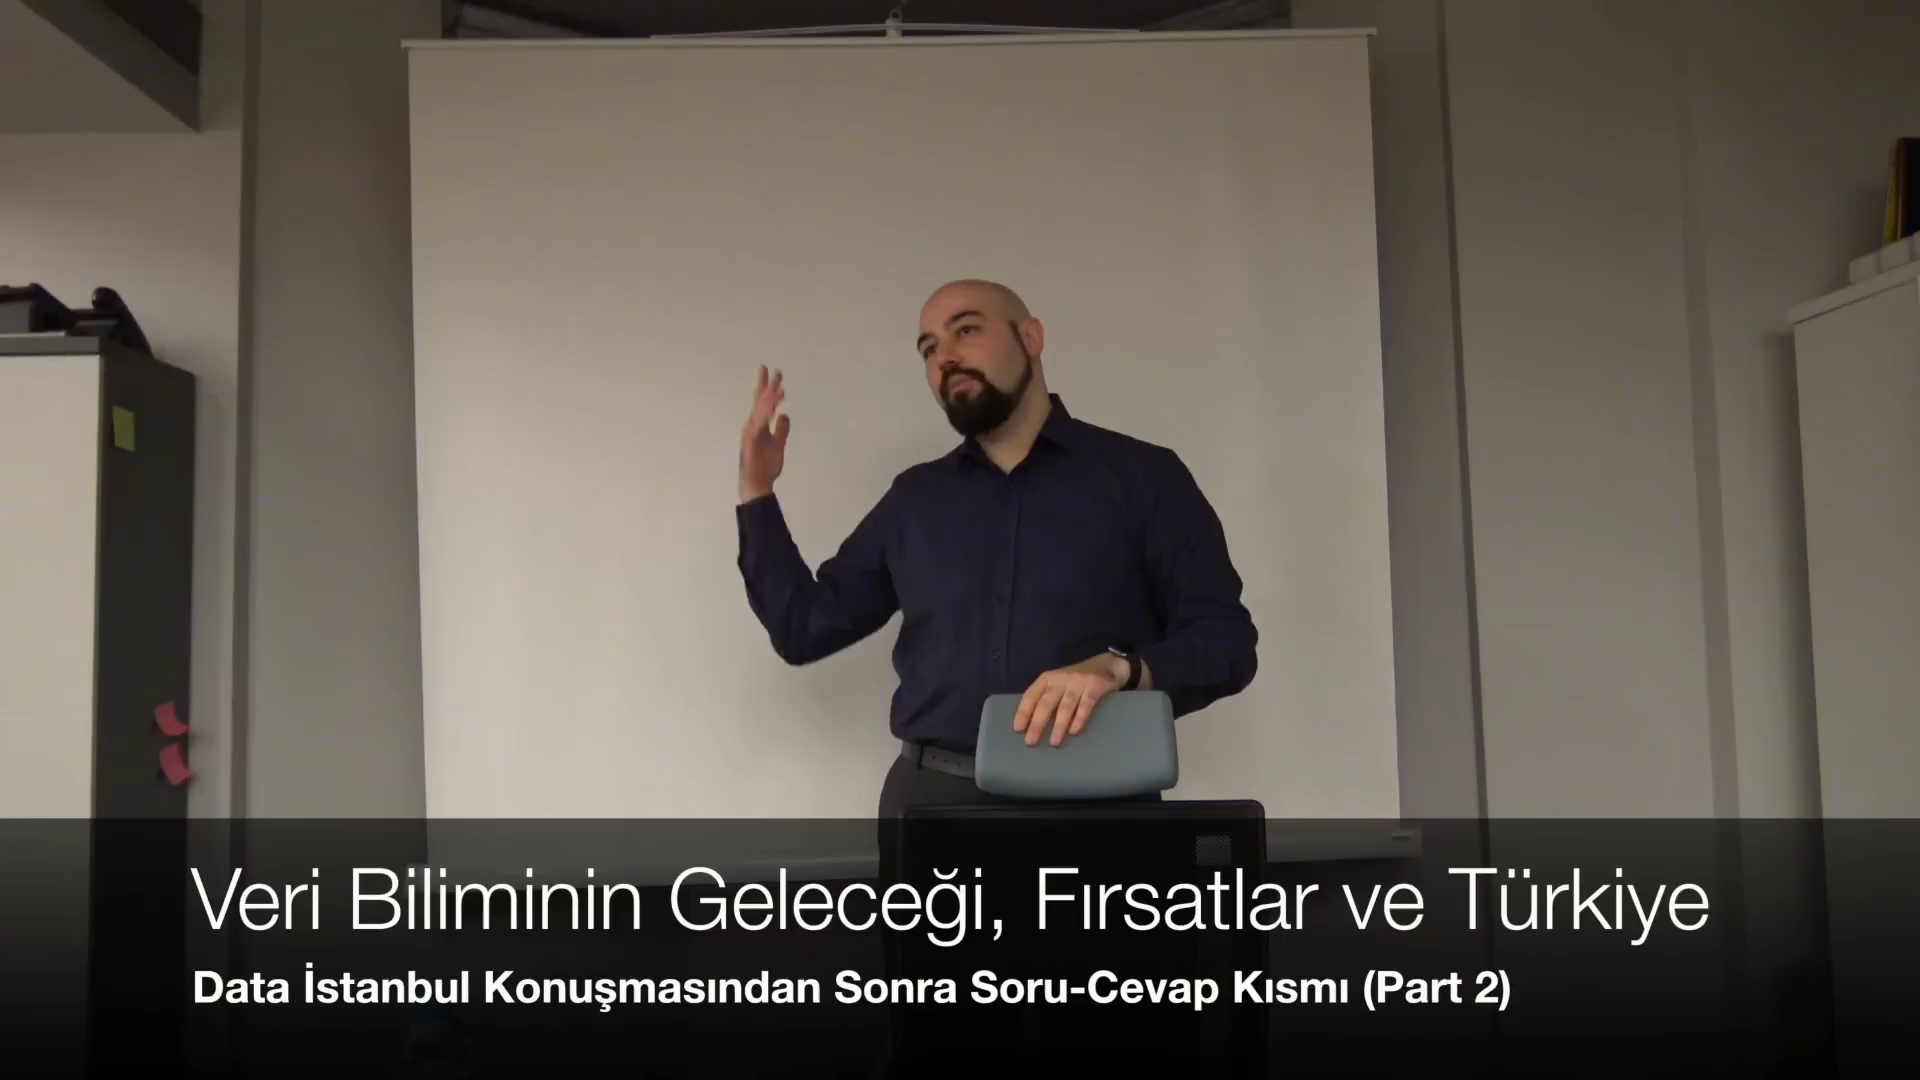 Veri Biliminin Geleceği, Fırsatlar ve Türkiye
Data İstanbul Konuşmasından Sonra Soru-Cevap Kısmı (Part 2)